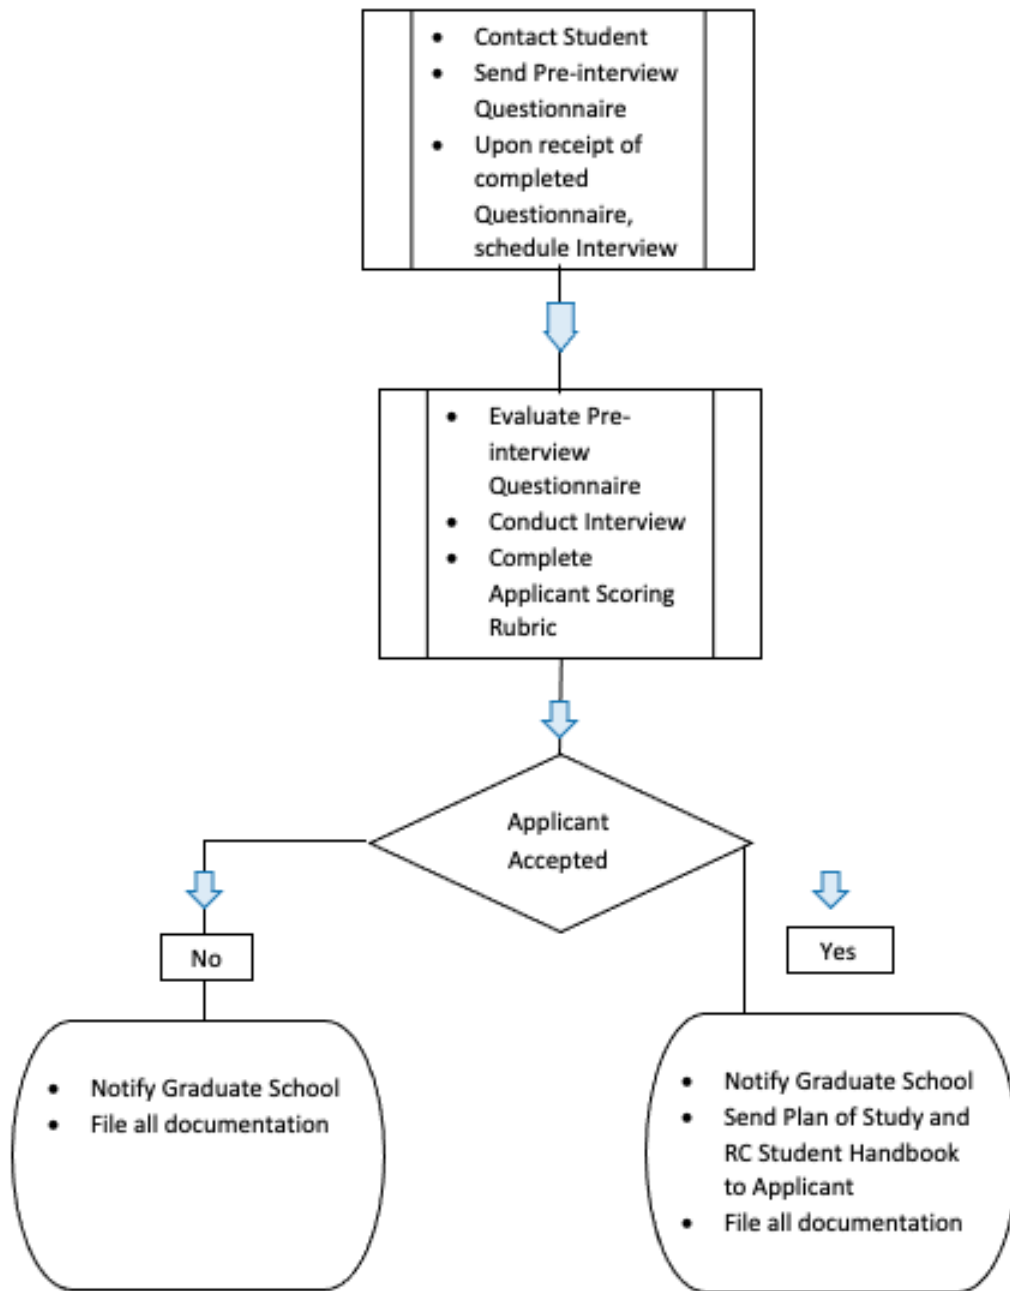 • Contact Student
• Send Pre-interview
Questionnaire
• Upon receipt of
completed
Questionnaire,
schedule Interview
• Evaluate Pre-
interview
Questionnaire
• Conduct Interview
• Complete
Applicant Scoring
Rubric
Applicant
Accepted
No
Yes
• Notify Graduate School
• File all documentation
• Notify Graduate School
• Send Plan of Study and
RC Student Handbook
to Applicant
• File all documentation